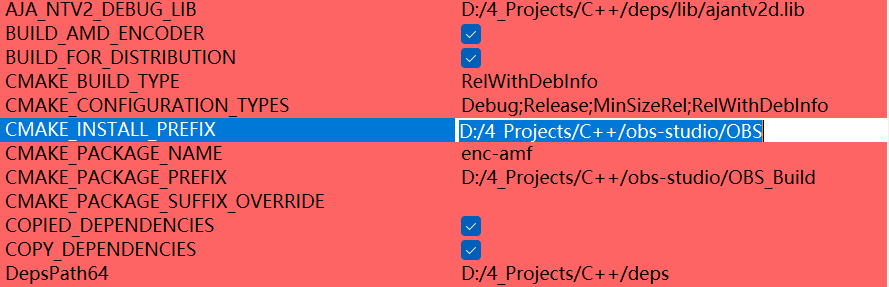 AJA_NTV2_DEBUG_LIB D:/4_Projects/C++/deps/lib/ajantv2d.lib
BUILD_AMD_ENCODER
BUILD_FOR_DISTRIBUTION
CMAKE_BUILD_TYPE RelWithDebInfo
CMAKE_CONFIGURATION_TYPES Debug;Release;MinSizeRel;RelWithDebInfo
CMAKE_INSTALL_PREFIX D:/4_Projects/C++/obs-studio/OBS
CMAKE_PACKAGE_NAME enc-amf
CMAKE_PACKAGE_PREFIX D:/4_Projects/C++/obs-studio/OBS_Build
CMAKE_PACKAGE_SUFFIX_OVERRIDE
COPIED_DEPENDENCIES
COPY_DEPENDENCIES
DepsPath64 D:/4_Projects/C++/deps